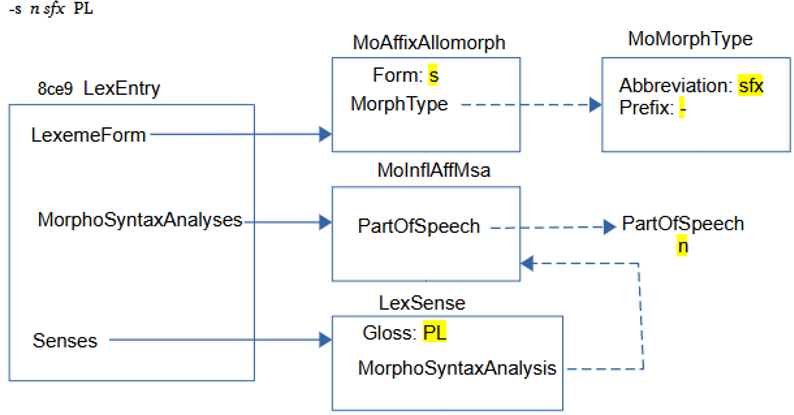 -s n sfx PL
MoAffixAllomorph
MoMorphType
8ce9 LexEntry
Form: s
MorphType
Abbreviation: sfx
Prefix: -
LexemeForm
MoInflAffMsa
MorphoSyntaxAnalyses
PartOfSpeech
PartOfSpeech
n
LexSense
Senses
Gloss: PL
MorphoSyntaxAnalysis